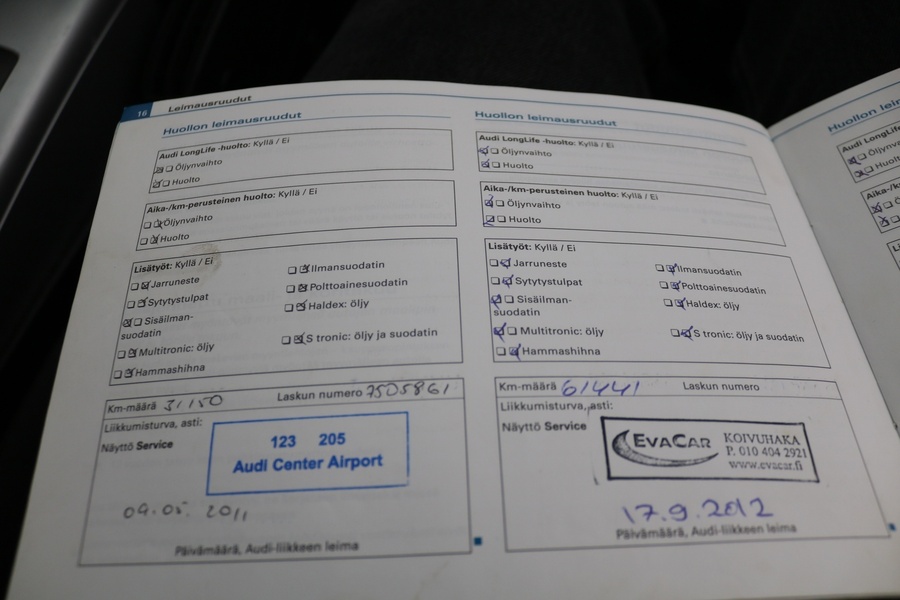 16 Leimausruudut
Huollon leimausruudut
Audi LongLife -huolto: Kyllä / Ei
Öljynvaihto
Huolto
Aika-/km-perusteinen huolto: Kyllä / Ei
Öljynvaihto
Huolto
Lisätyöt: Kyllä / Ei
Jarruneste
Sytytystulpat
Sisäilman-
suodatin
Multitronic: öljy
Hammashihna
Ilmansuodatin
Polttoainesuodatin
Haldex: öljy
S tronic: öljy ja suodatin
Km-määrä 31150 Laskun numero 7505861
Liikkumisturva, asti:
Näyttö Service
123 205
Audi Center Airport
09.05. 2011
Päivämäärä, Audi-liikkeen leima
Huollon leimausruudut
Audi LongLife -huolto: Kyllä / Ei
Öljynvaihto
Huolto
Aika-/km-perusteinen huolto: Kyllä / Ei
Öljynvaihto
Huolto
Lisätyöt: Kyllä / Ei
Jarruneste
Sytytystulpat
Sisäilman-
suodatin
Multitronic: öljy
Hammashihna
Ilmansuodatin
Polttoainesuodatin
Haldex: öljy
S tronic: öljy ja suodatin
Km-määrä 61441 Laskun numero
Liikkumisturva, asti:
Näyttö Service
EVACAR
KOIVUHAKA
P. 010 404 2921
www.evacar.fi
17.9.2012
Päivämäärä, Audi-liikkeen leima
Huollon
Audi LongLife